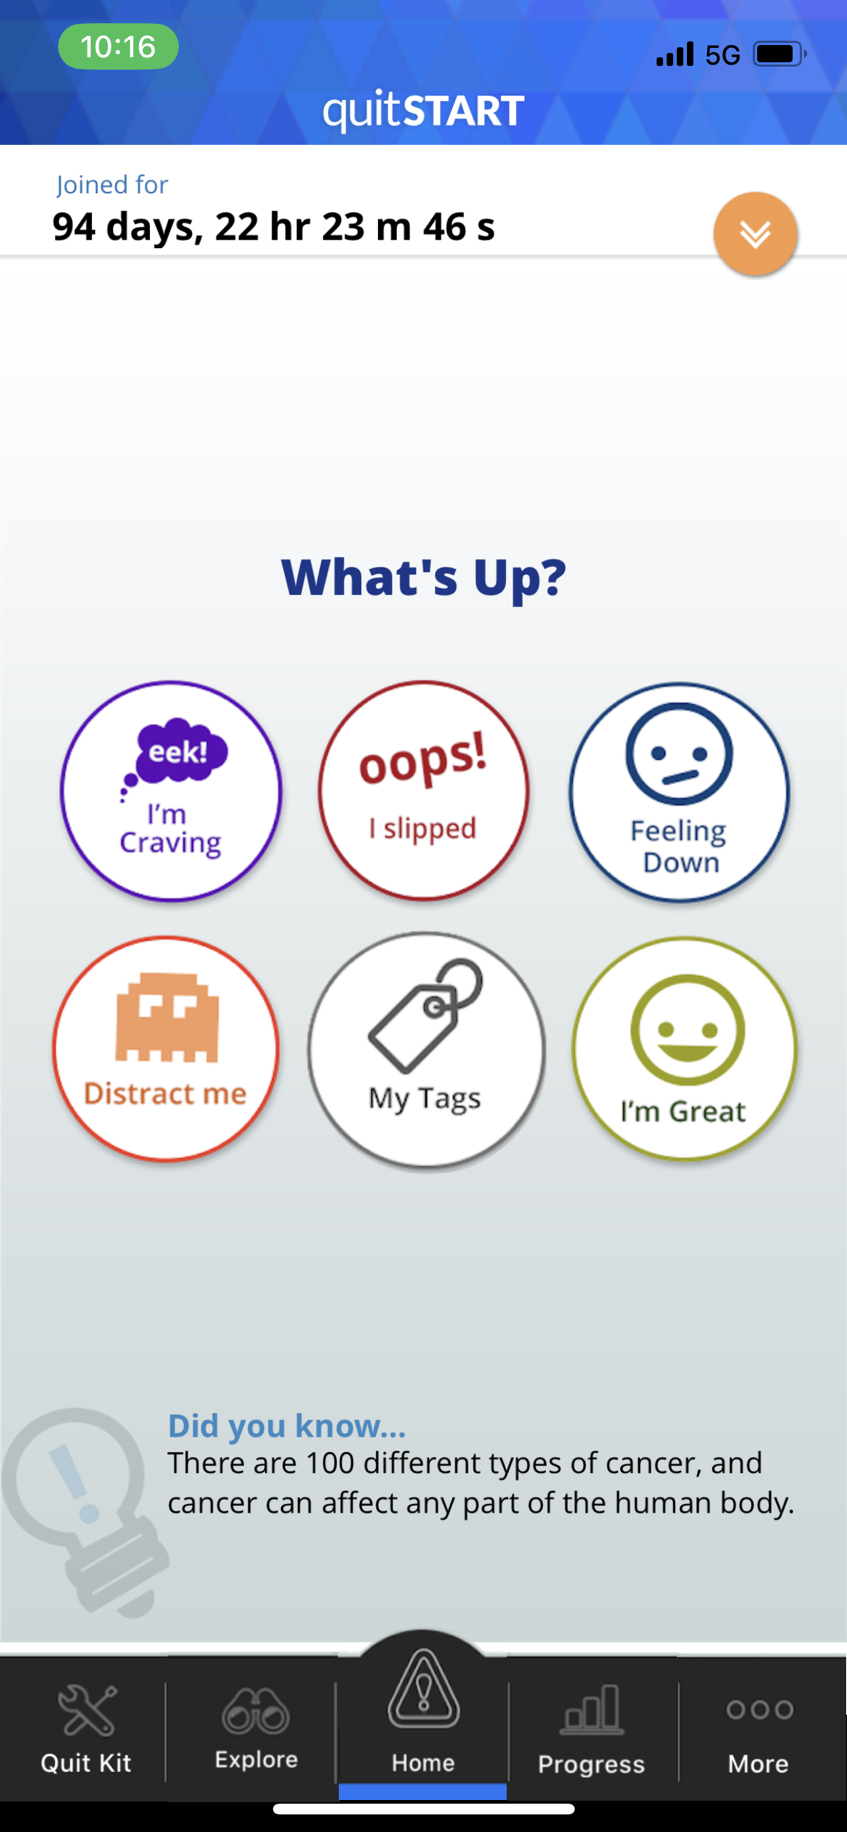 10:16
5G
quitSTART
Joined for
94 days, 22 hr 23 m 46 s
What's Up?
eek!
I'm
Craving
oops!
I slipped
Feeling
Down
Distract me
My Tags
I'm Great
Did you know...
There are 100 different types of cancer, and
cancer can affect any part of the human body.
Quit Kit
Explore
Home
Progress
More